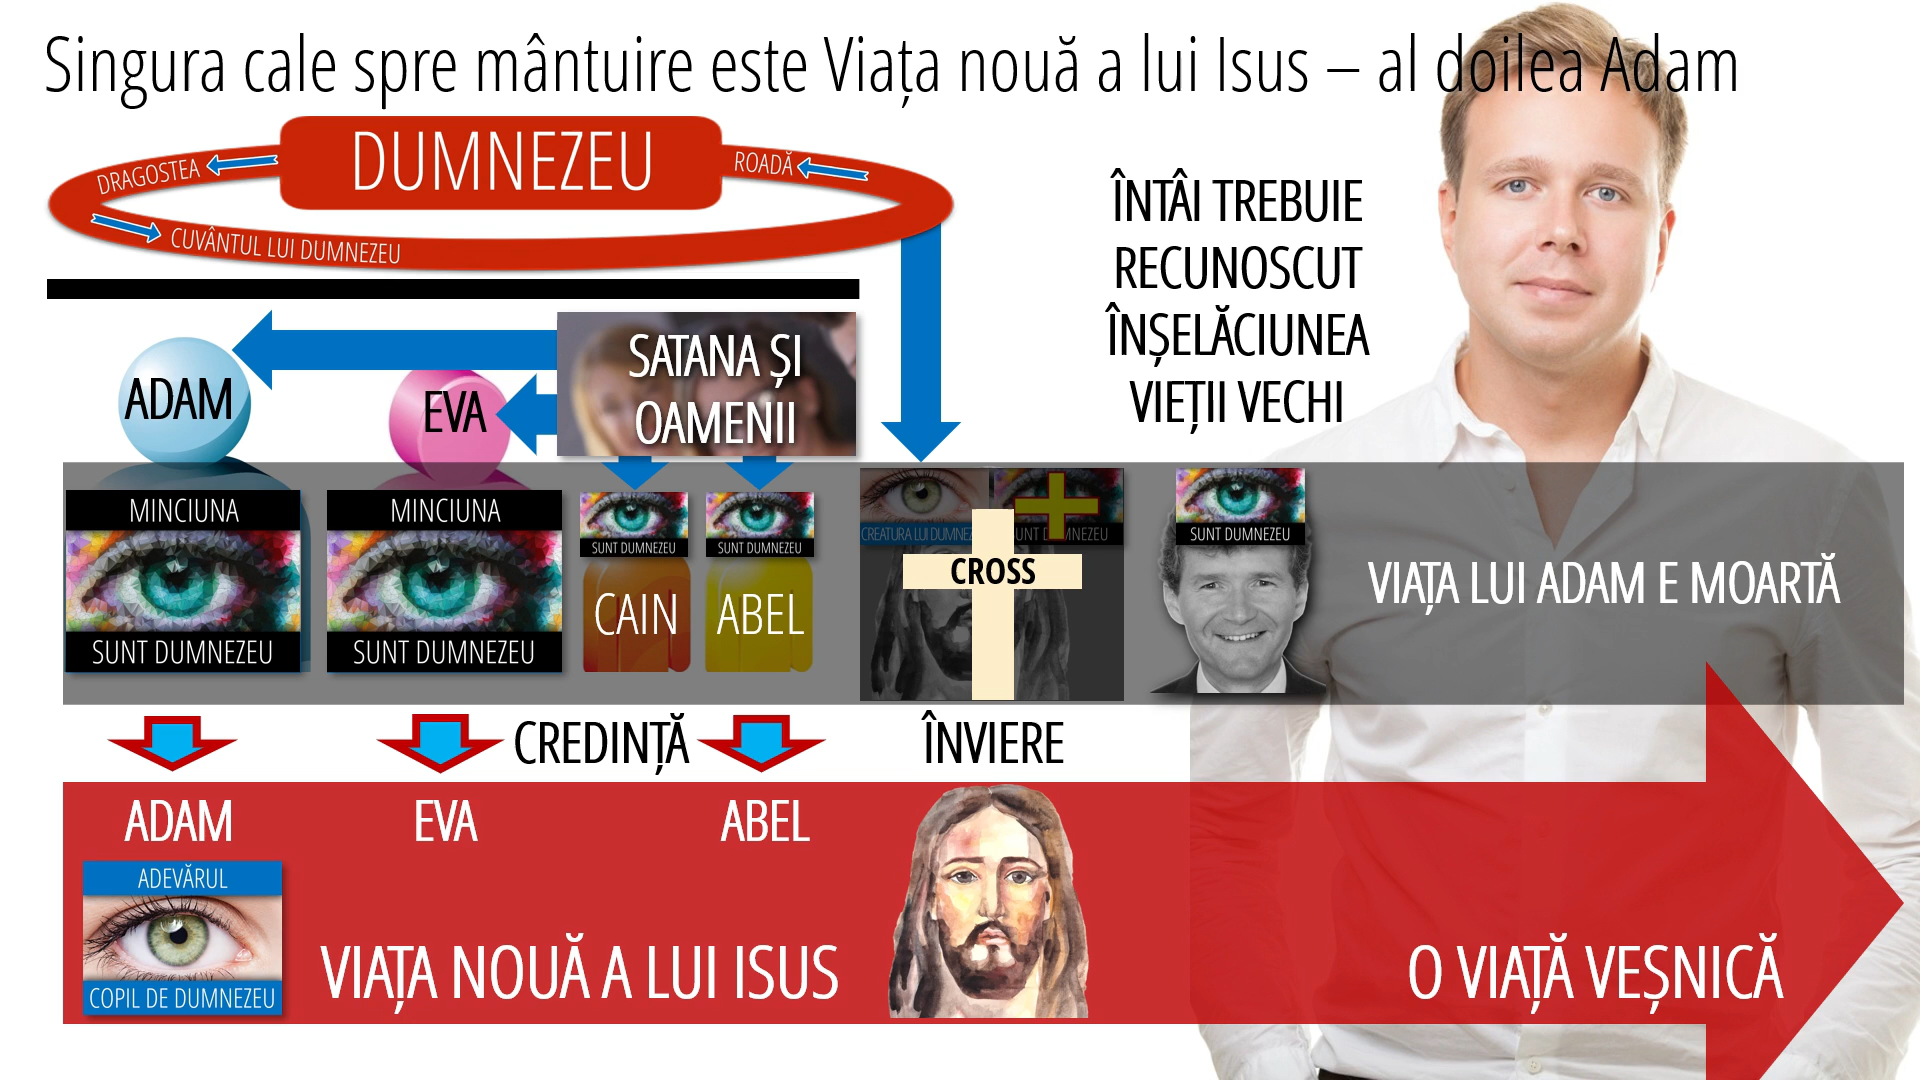 Singura cale spre mântuire este Viața nouă a lui Isus – al doilea Adam
DUMNEZEU
DRAGOSTEA
ROADĂ
CUVÂNTUL LUI DUMNEZEU
ÎNTÂI TREBUIE
RECUNOSCUT
ÎNȘELĂCIUNEA
VIEȚII VECHI
SATANA ȘI
OAMENII
ADAM
EVA
MINCIUNA
SUNT DUMNEZEU
MINCIUNA
SUNT DUMNEZEU
SUNT DUMNEZEU
CAIN
SUNT DUMNEZEU
ABEL
CREATURA LUI
CROSS
SUNT DUMNEZEU
VIAȚA LUI ADAM E MOARTĂ
CREDINȚĂ
ÎNVIERE
ADAM
EVA
ABEL
ADEVĂRUL
COPIL DE DUMNEZEU
VIAȚA NOUĂ A LUI ISUS
O VIAȚĂ VEȘNICĂ